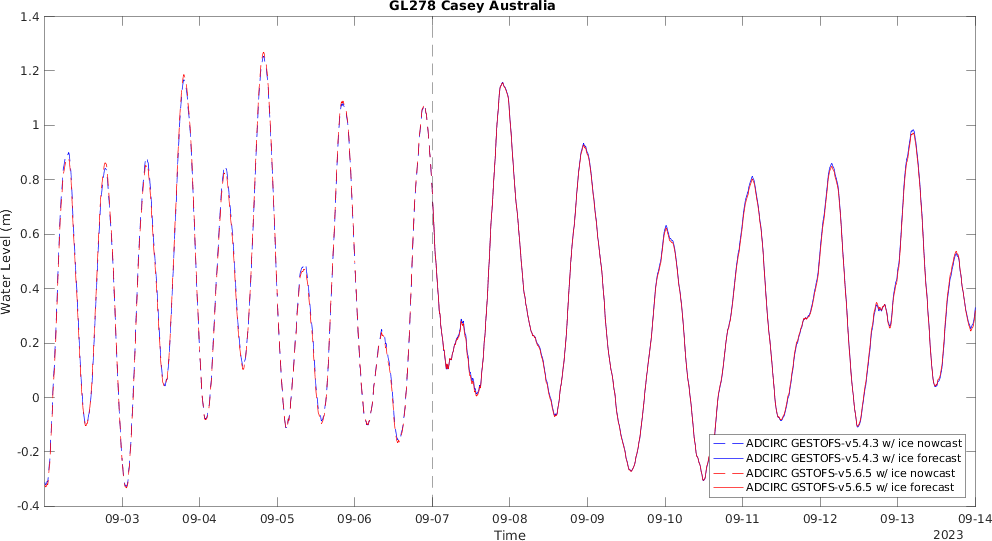 GL278 Casey Australia
1.4
1.2
1
0.8
0.6
0.4
0.2
0
-0.2
-0.4
Water Level (m)
ADCIRC GESTOFS-v5.4.3 w/ ice nowcast
ADCIRC GESTOFS-v5.4.3 w/ ice forecast
ADCIRC GSTOFS-v5.6.5 w/ ice nowcast
ADCIRC GSTOFS-v5.6.5 w/ ice forecast
09-03 09-04 09-05 09-06 09-07 09-08 09-09 09-10 09-11 09-12 09-13 09-14
Time
2023